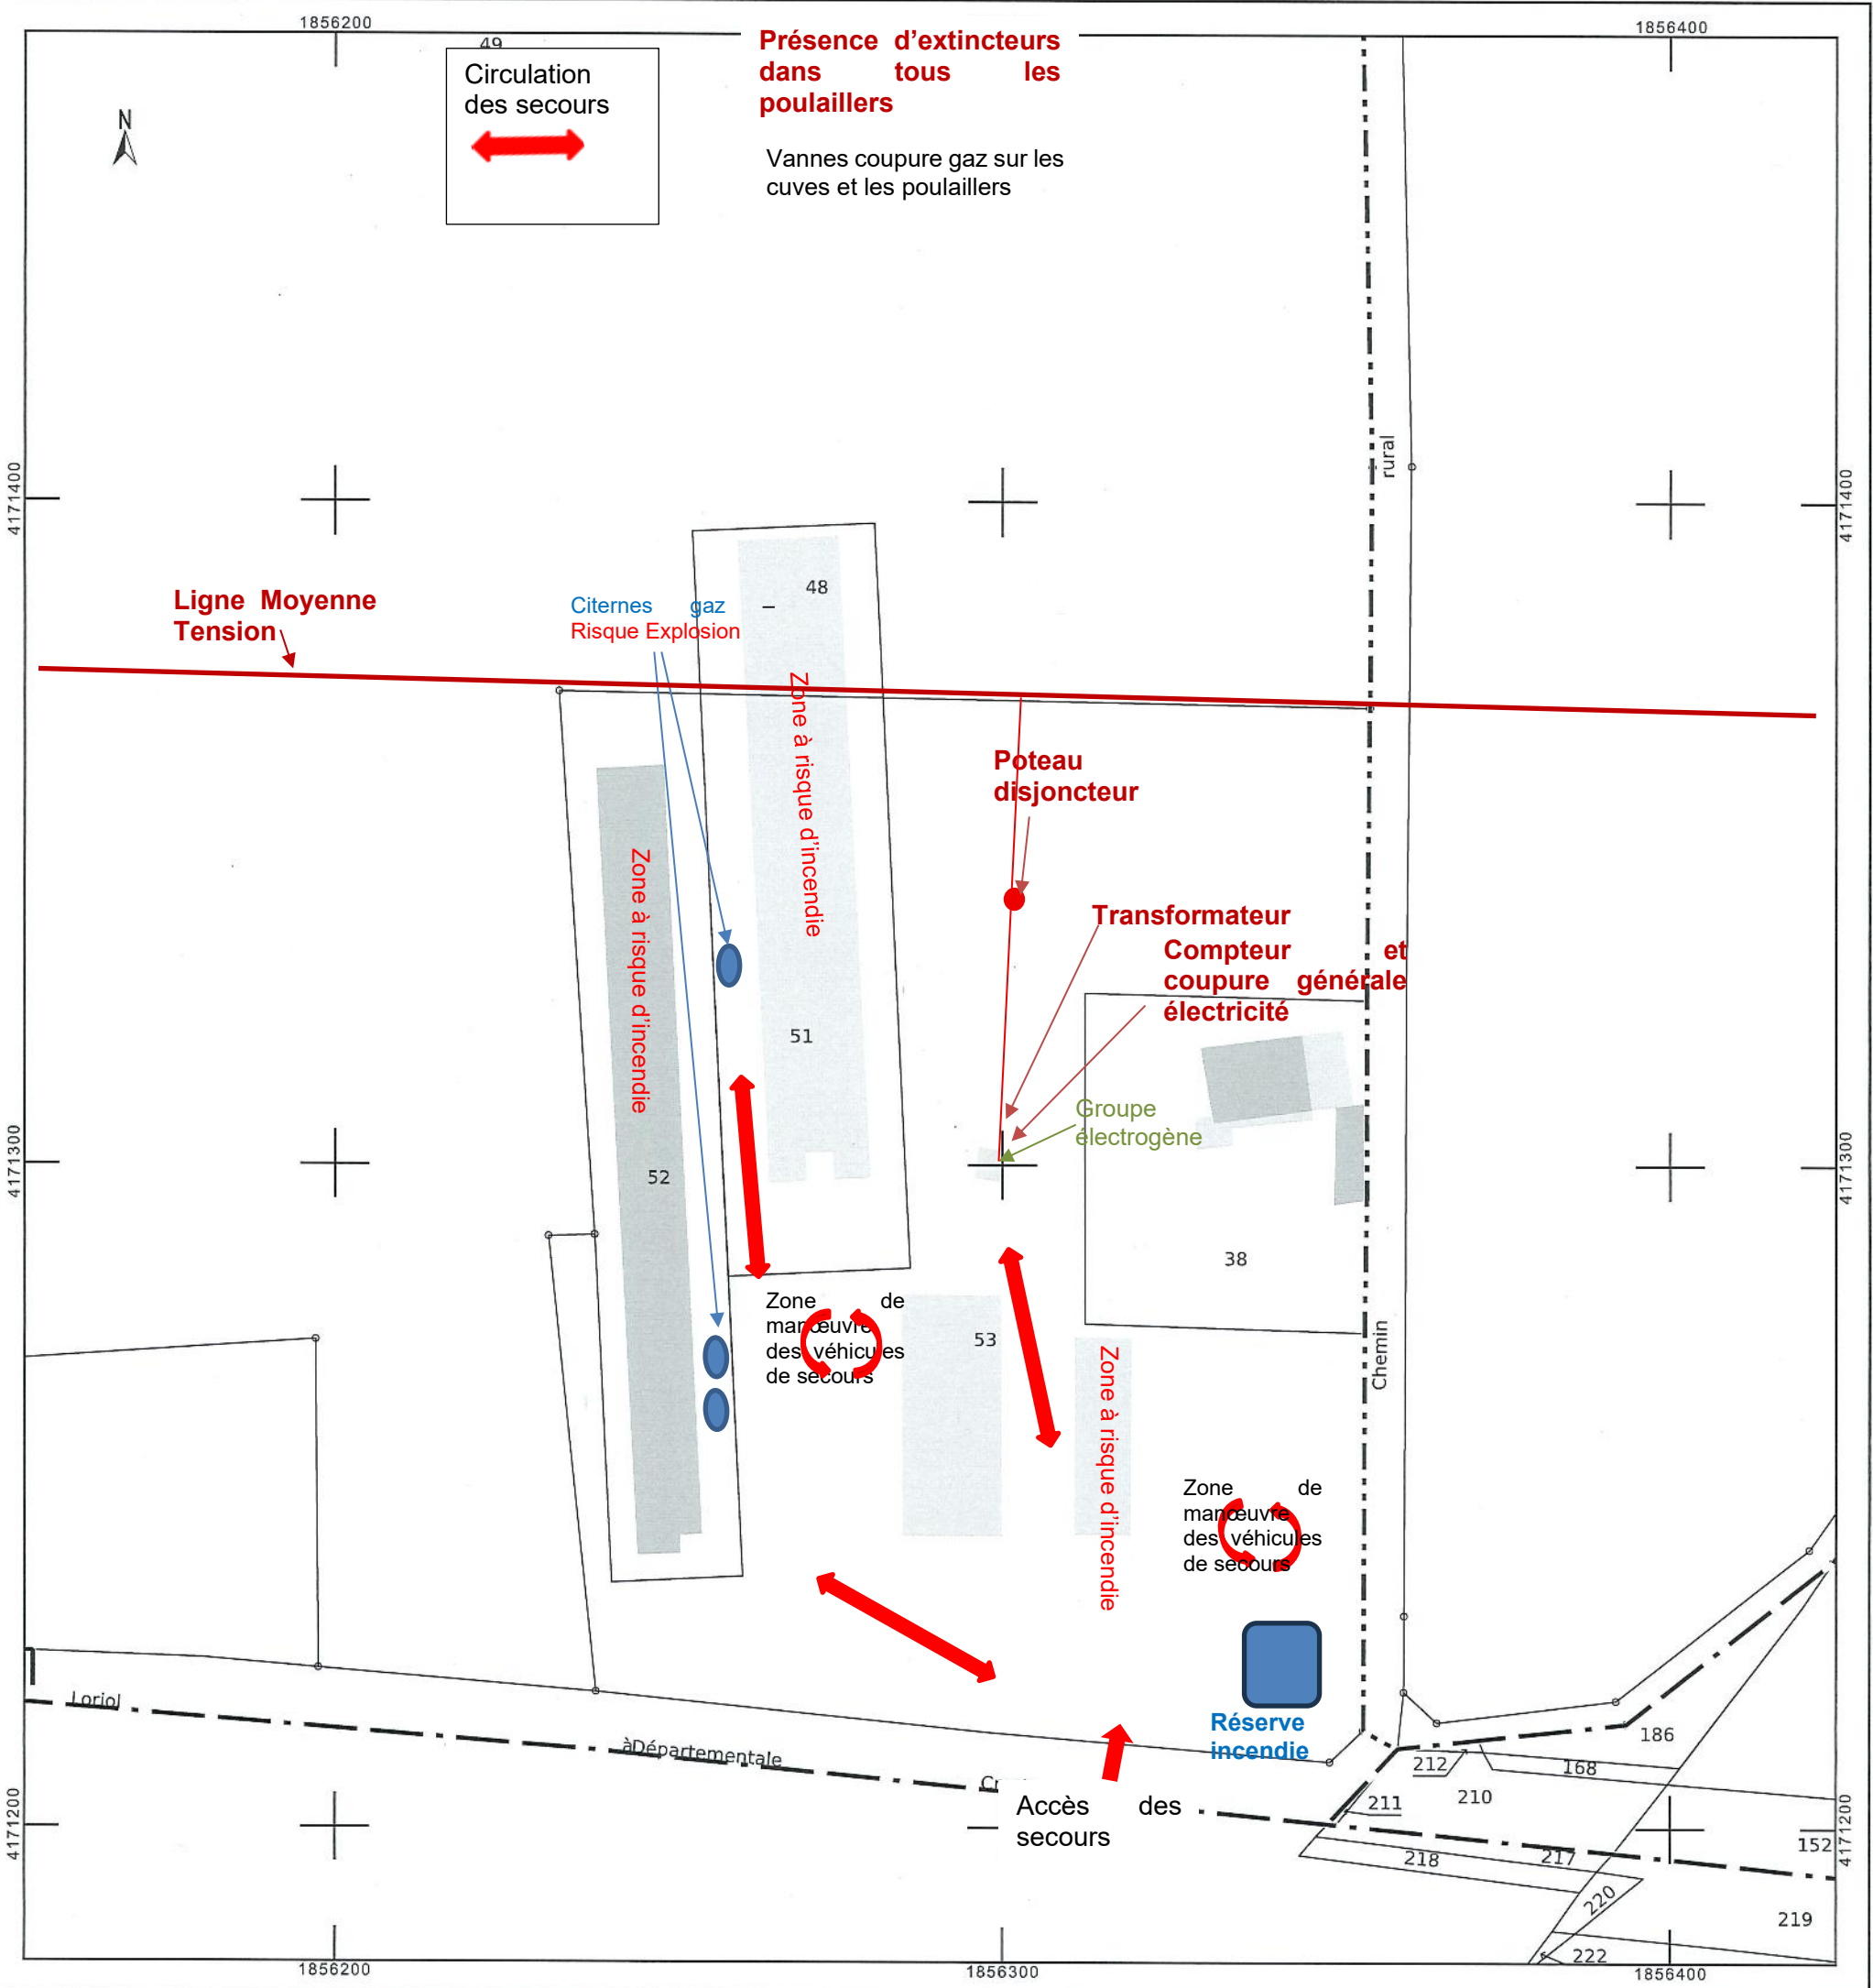 1856200
1856400
49
Circulation
des secours
Présence d'extincteurs
dans tous les
poulaillers
Vannes coupure gaz sur les
cuves et les poulaillers
N
rural
4171400
4171400
48
Ligne Moyenne
Tension
Citernes gaz
Risque Explosion
Zone à risque d'incendie
Poteau
disjoncteur
Zone à risque d'incendie
Transformateur
Compteur et
coupure générale
électricité
51
Groupe
électrogène
4171300
4171300
52
38
Zone de
manœuvre
des véhicules
de secours
53
Chemin
Zone à risque d'incendie
Zone de
manœuvre
des véhicules
de secours
Loriol
àDépartementale
Réserve
incendie
186
212
168
211
210
Accès des
secours
4171200
4171200
152
218
217
220
219
222
1856200
1856300
1856400